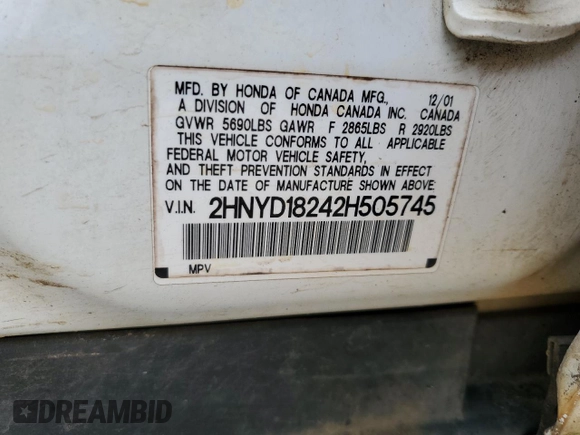 MFD. BY HONDA OF CANADA MFG., 12/01
A DIVISION OF HONDA CANADA INC. CANADA
GVWR 5690LBS GAWR F 2865LBS R 2920LBS
THIS VEHICLE CONFORMS TO ALL APPLICABLE
FEDERAL MOTOR VEHICLE SAFETY,
AND THEFT PREVENTION STANDARDS IN EFFECT
ON THE DATE OF MANUFACTURE SHOWN ABOVE:
V.I.N. 2HNYD18242H505745
MPV
DREAMBID